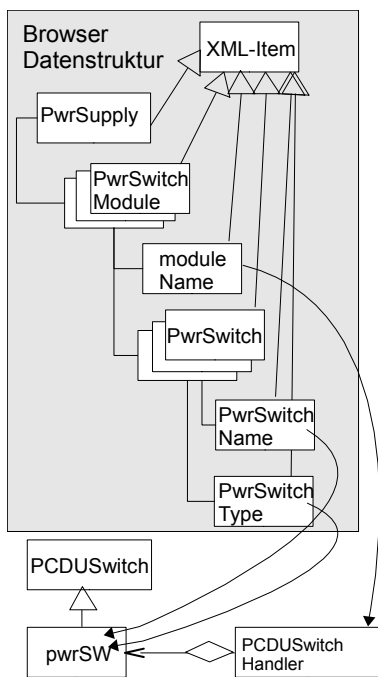 Browser
Datenstruktur
XML-Item
PwrSupply
PwrSwitch
Module
module
Name
PwrSwitch
PwrSwitch
Name
PwrSwitch
Type
PCDUSwitch
pwrSW
PCDUSwitch
Handler